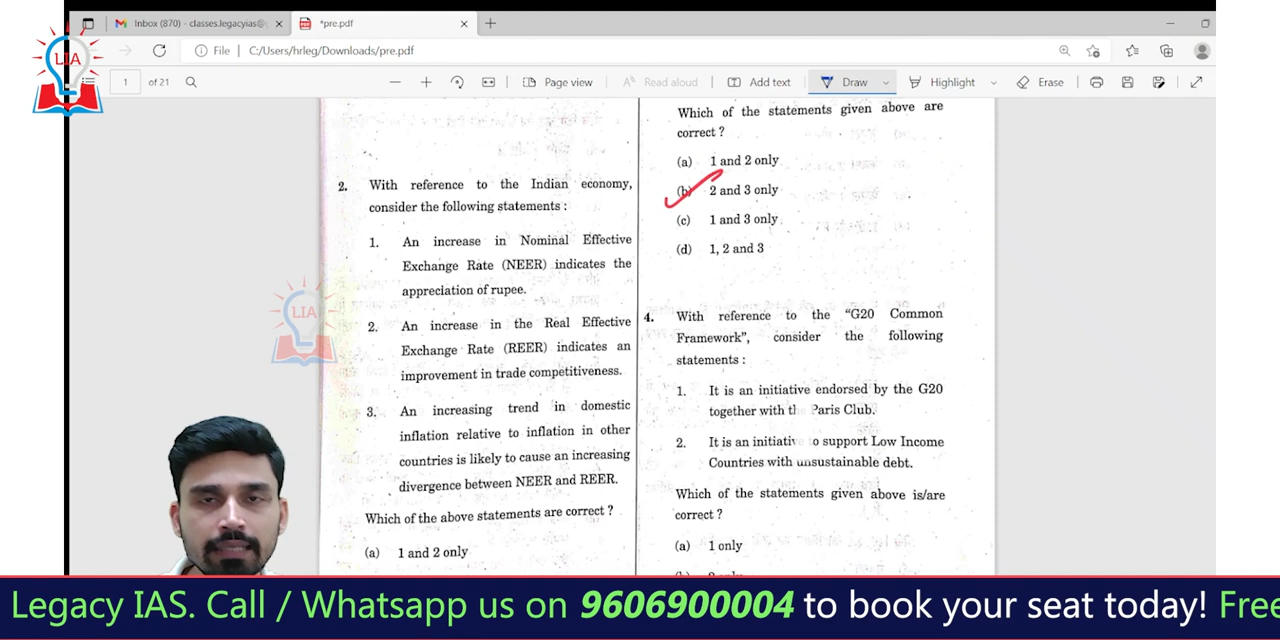 Inbox (870) - classes.legacyias@g
*pre.pdf
File
C:/Users/hrleg/Downloads/pre.pdf
1
of 21
Page view
Read aloud
Add text
Draw
Highlight
Erase
LIA
2. With reference to the Indian economy,
consider the following statements :
1. An increase in Nominal Effective
Exchange Rate (NEER) indicates the
appreciation of rupee.
2. An increase in the Real Effective
Exchange Rate (REER) indicates an
improvement in trade competitiveness.
3. An increasing trend in domestic
inflation relative to inflation in other
countries is likely to cause an increasing
divergence between NEER and REER.
Which of the above statements are correct ?
(a) 1 and 2 only
Which of the statements given above are
correct ?
(a) 1 and 2 only
(b) 2 and 3 only
(c) 1 and 3 only
(d) 1, 2 and 3
4. With reference to the "G20 Common
Framework", consider the following
statements :
1. It is an initiative endorsed by the G20
together with the Paris Club.
2. It is an initiative to support Low Income
Countries with unsustainable debt.
Which of the statements given above is/are
correct ?
(a) 1 only
LIA
Legacy IAS. Call / Whatsapp us on 9606900004 to book your seat today! Free